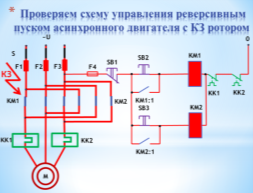 * Проверяем схему управления реверсивным
пуском асинхронного двигателя с КЗ ротором
~U
0
S
F1 F2 F3
F4
SB1
SB2
KM1
КЗ
KM1
KM2
KM1:1
KK1
KK2
SB3
KM2
KK1
KK2
KM2:1
M